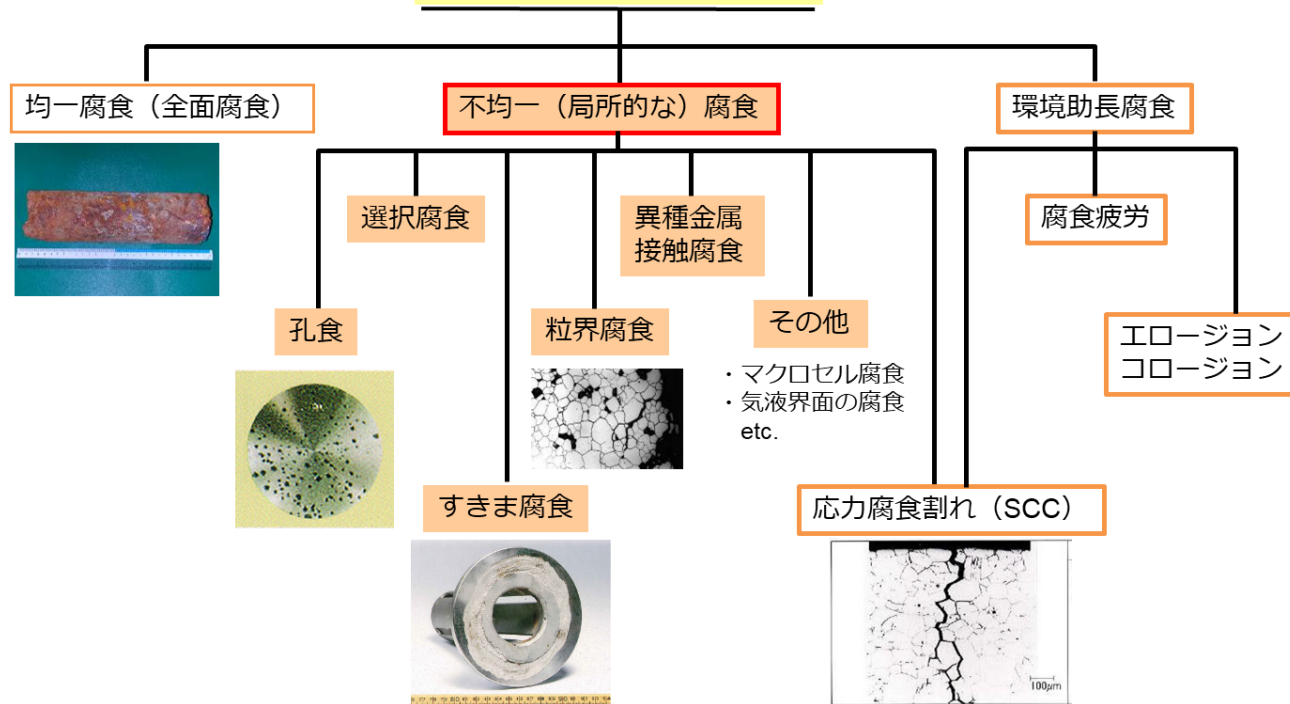 均一腐食（全面腐食）
不均一（局所的な）腐食
環境助長腐食
選択腐食
異種金属
接触腐食
腐食疲労
孔食
粒界腐食
その他
エロージョン
コロージョン
・マクロセル腐食
・気液界面の腐食
etc.
すきま腐食
応力腐食割れ（SCC）
100μm